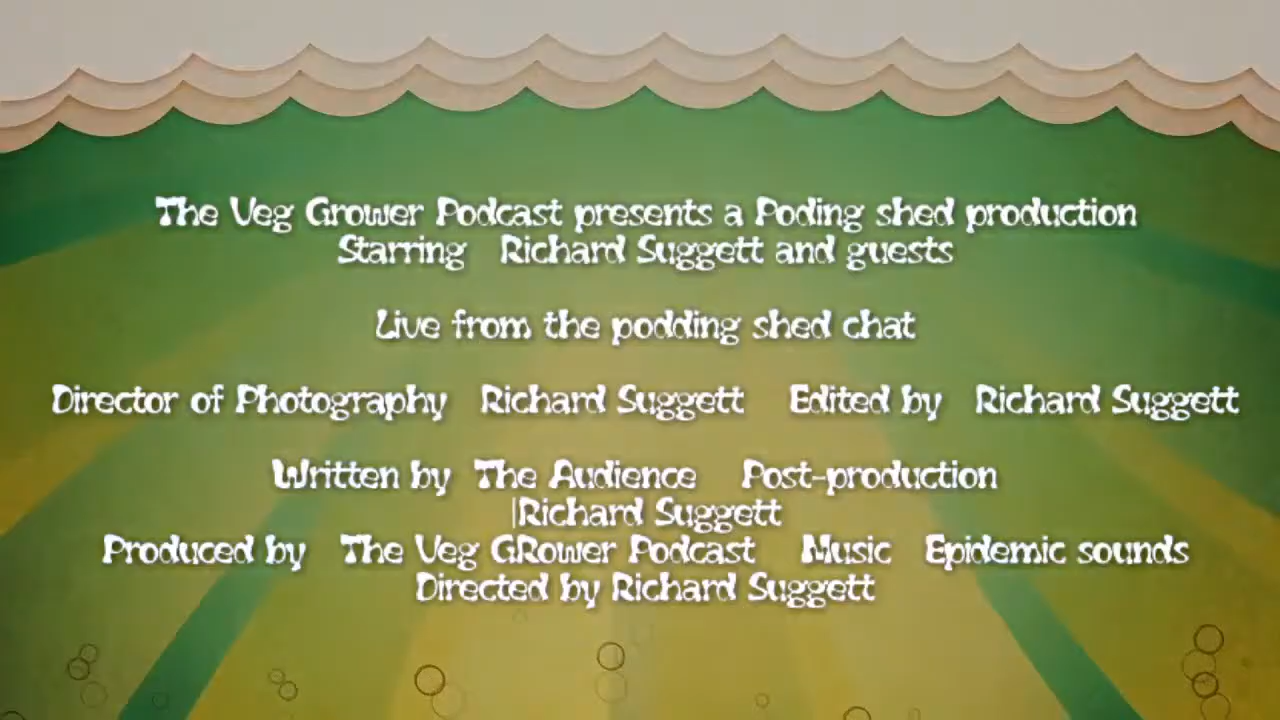 The Veg Grower Podcast presents a Poding shed production
Starring Richard Suggett and guests
Live from the podding shed chat
Director of Photography Richard Suggett Edited by Richard Suggett
Written by The Audience Post-production
|Richard Suggett
Produced by The Veg GRower Podcast Music Epidemic sounds
Directed by Richard Suggett